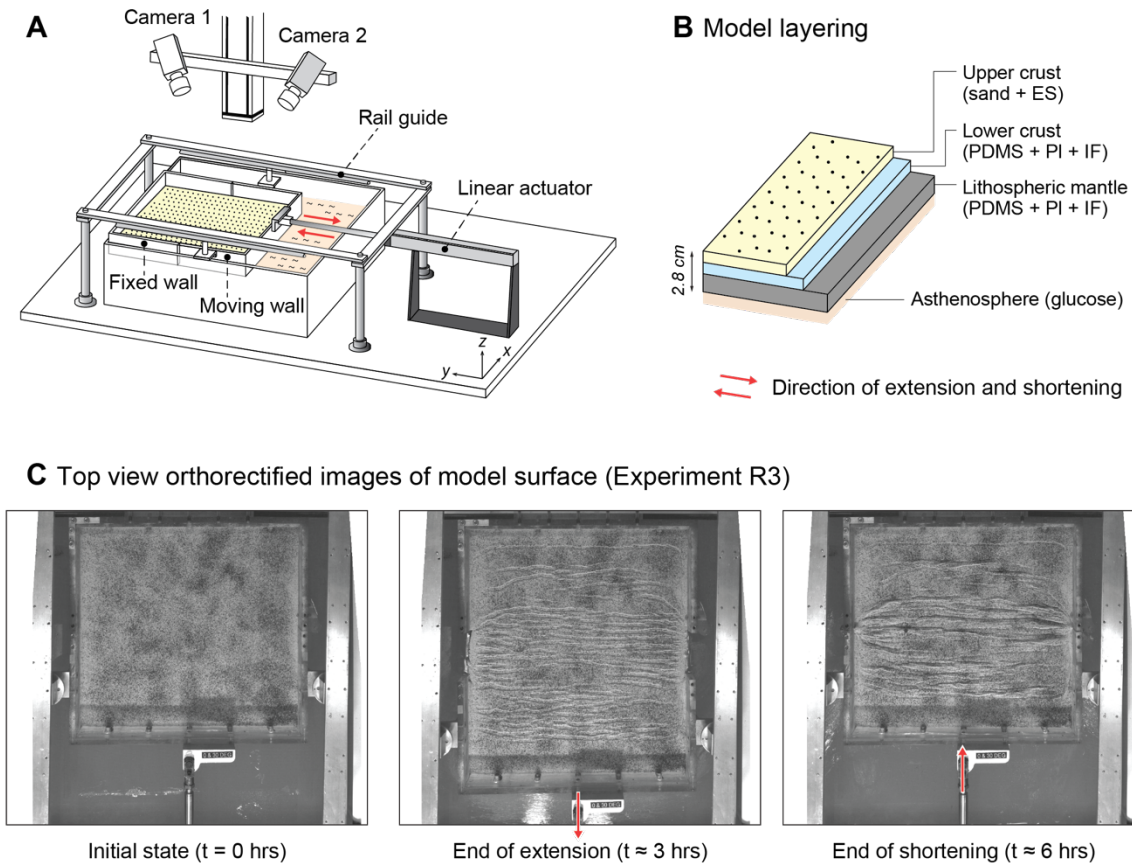 A
Camera 1
Camera 2
Rail guide
Linear actuator
Fixed wall
Moving wall
z
x
y
B Model layering
Upper crust
(sand + ES)
Lower crust
(PDMS + PI + IF)
Lithospheric mantle
(PDMS + PI + IF)
2.8 cm
Asthenosphere (glucose)
Direction of extension and shortening
C Top view orthorectified images of model surface (Experiment R3)
Initial state (t = 0 hrs)
End of extension (t ≈ 3 hrs)
End of shortening (t ≈ 6 hrs)